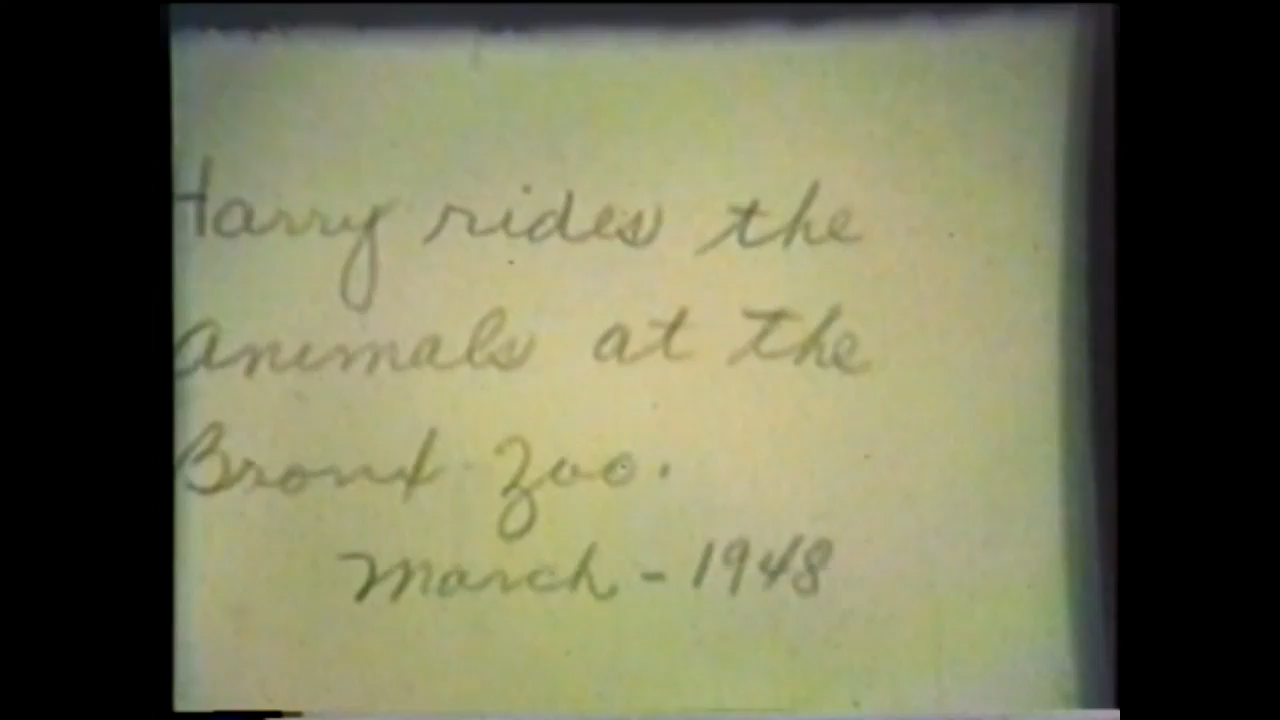 Harry rides the
animals at the
Bronx Zoo.
March - 1948